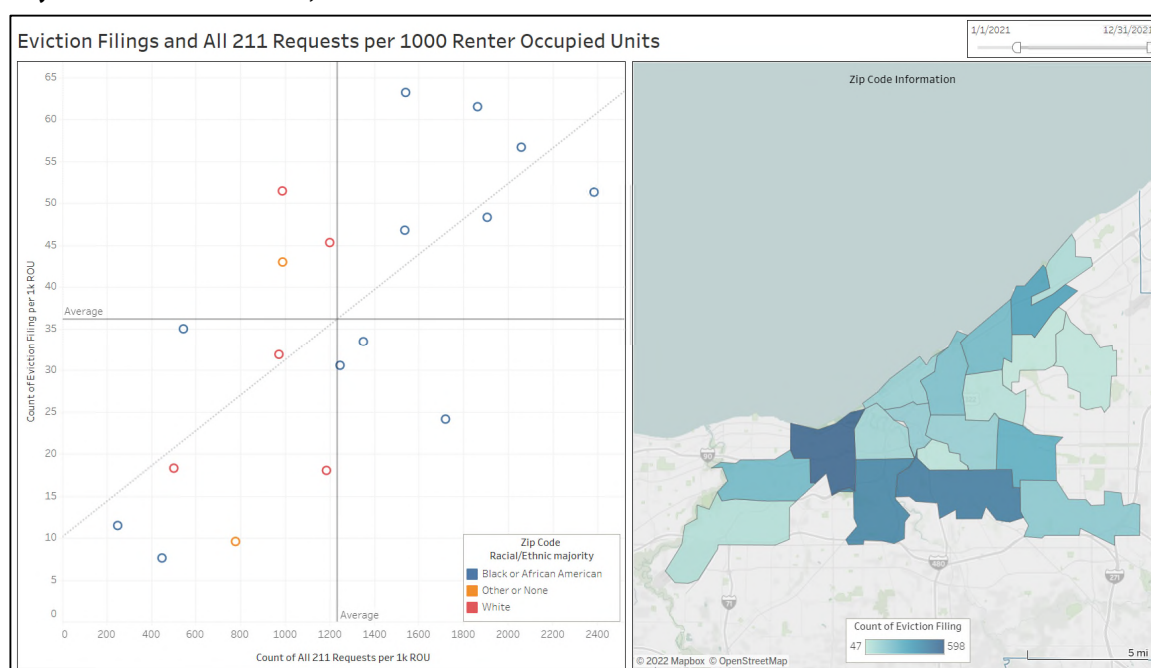 Eviction Filings and All 211 Requests per 1000 Renter Occupied Units
1/1/2021 12/31/2021
Zip Code Information
Count of Eviction Filing per 1k ROU
65
60
55
50
45
40
35
30
25
20
15
10
5
0
Average
Average
0 200 400 600 800 1000 1200 1400 1600 1800 2000 2200 2400
Count of All 211 Requests per 1k ROU
Zip Code
Racial/Ethnic majority
Black or African American
Other or None
White
90
71
480
271
Count of Eviction Filing
47 598
© 2022 Mapbox © OpenStreetMap
5 mi